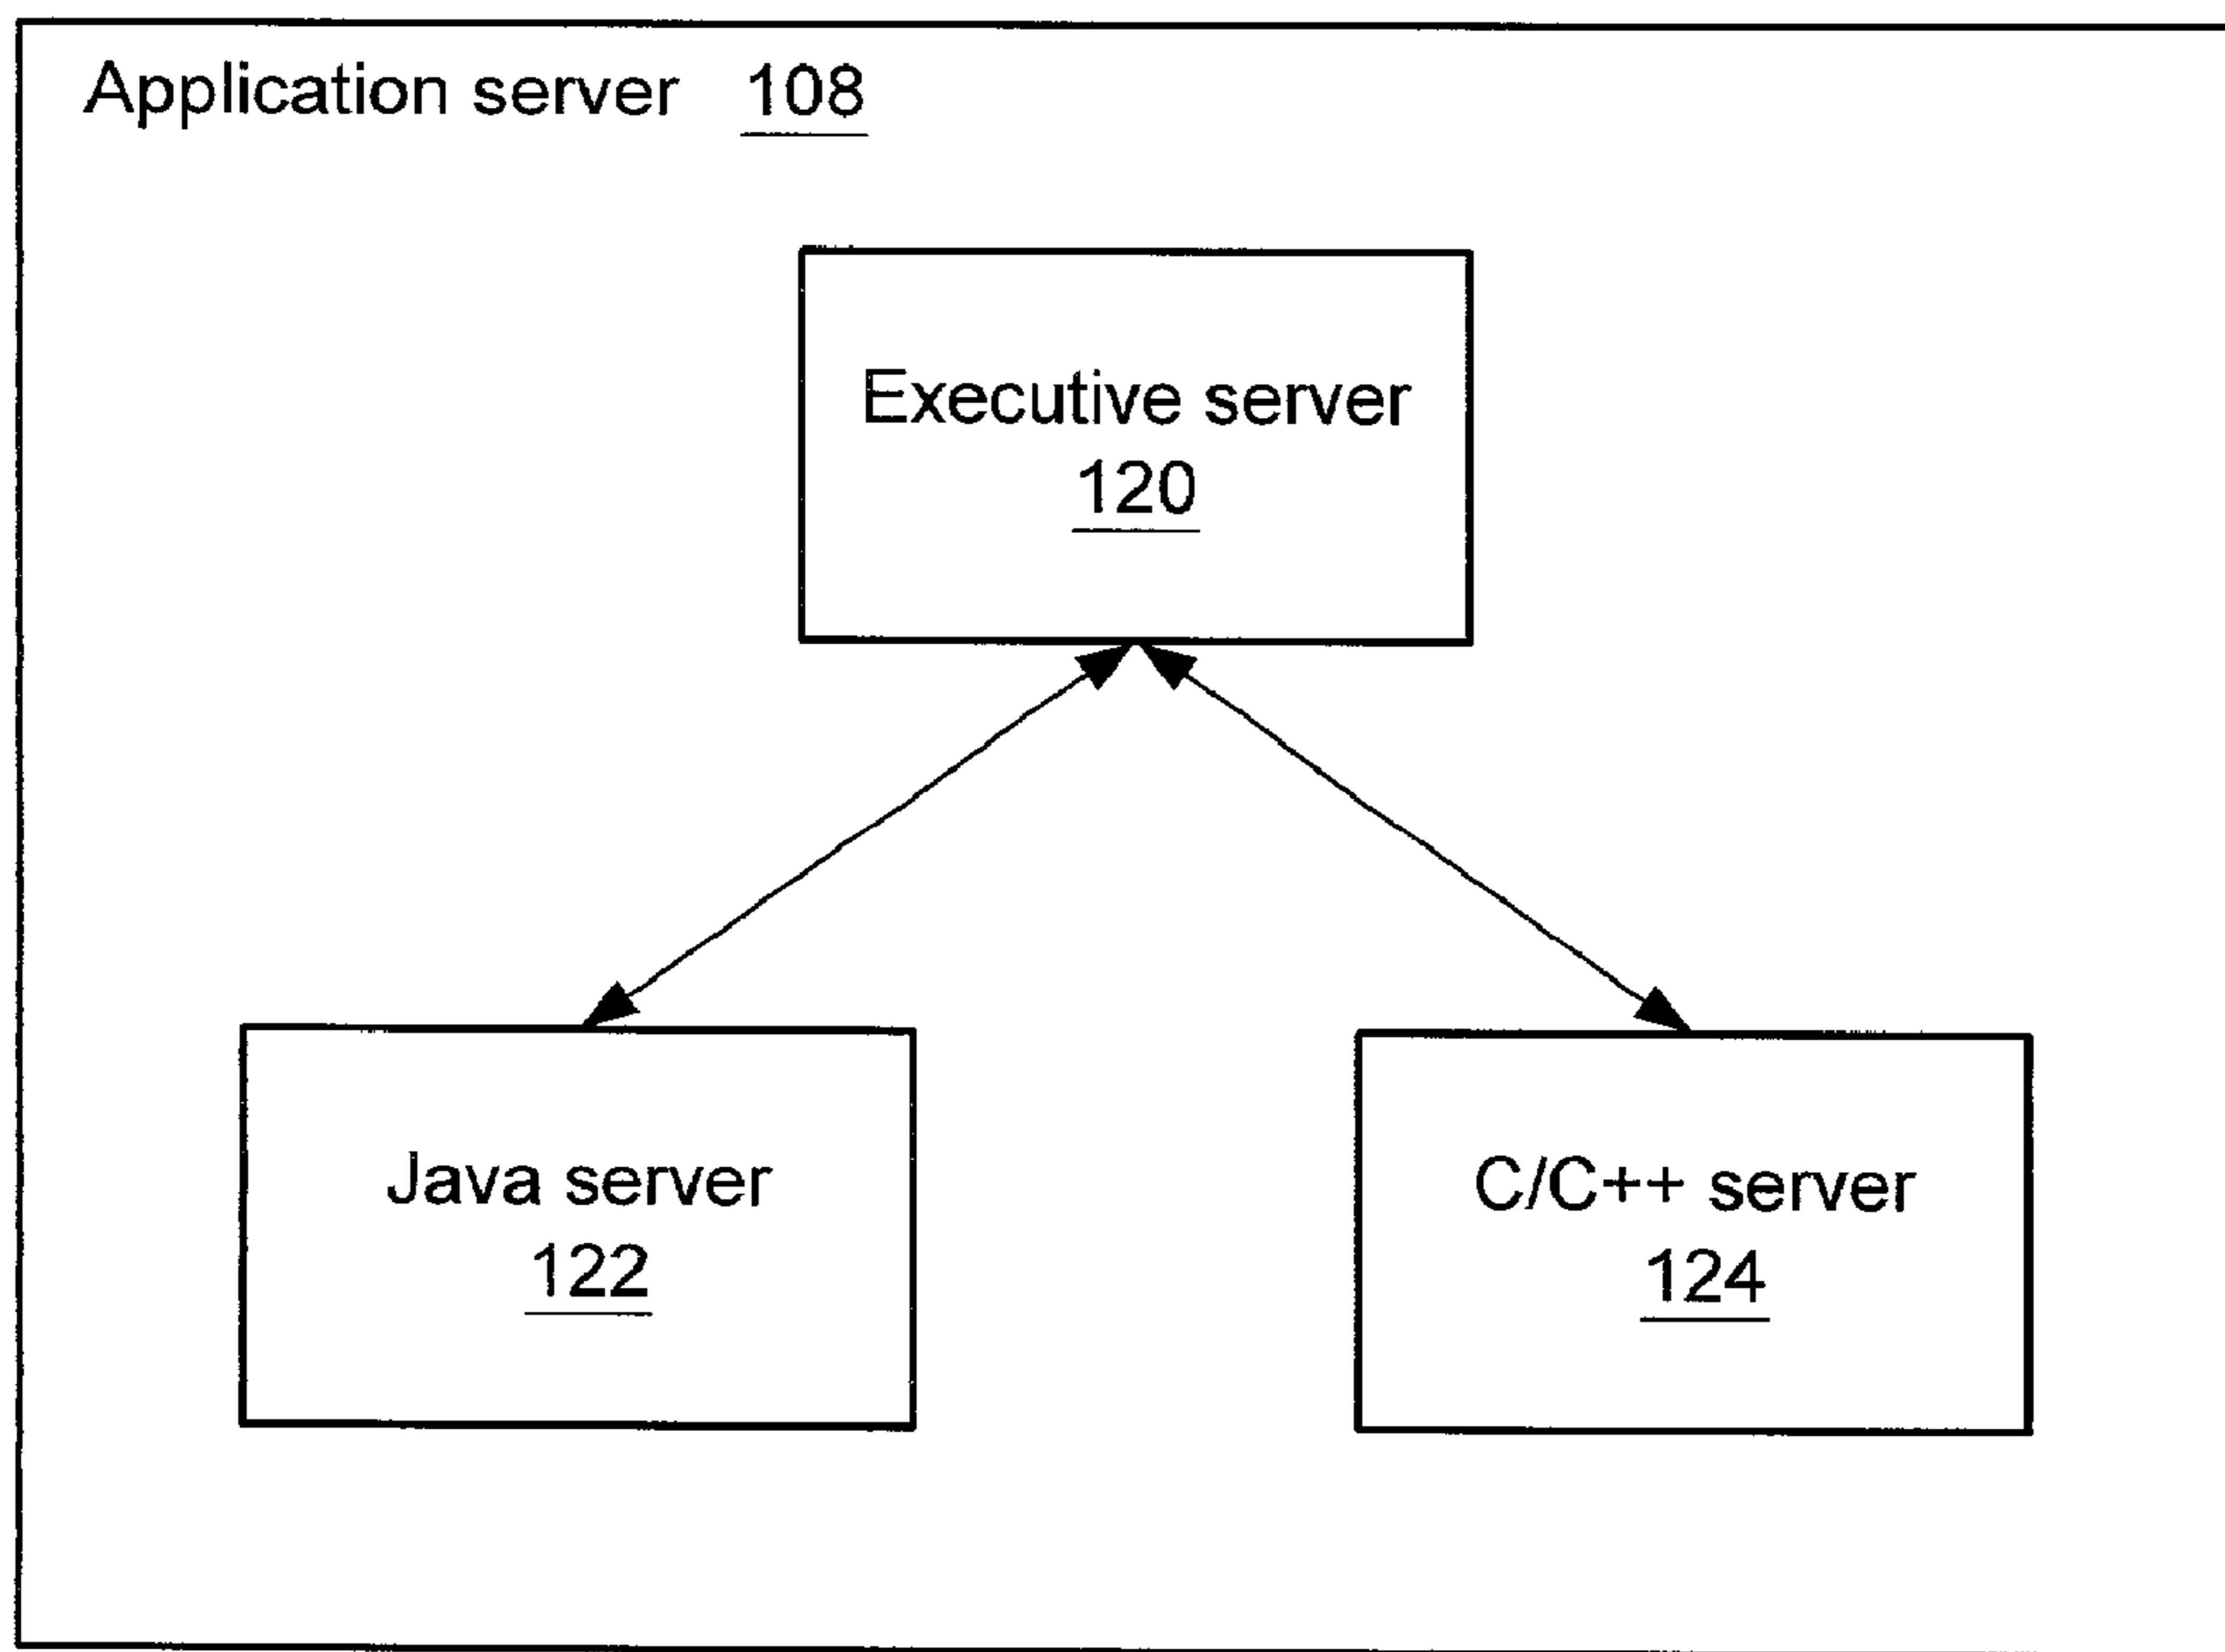 Application server 108
Executive server
120
Java server
122
C/C++ server
124